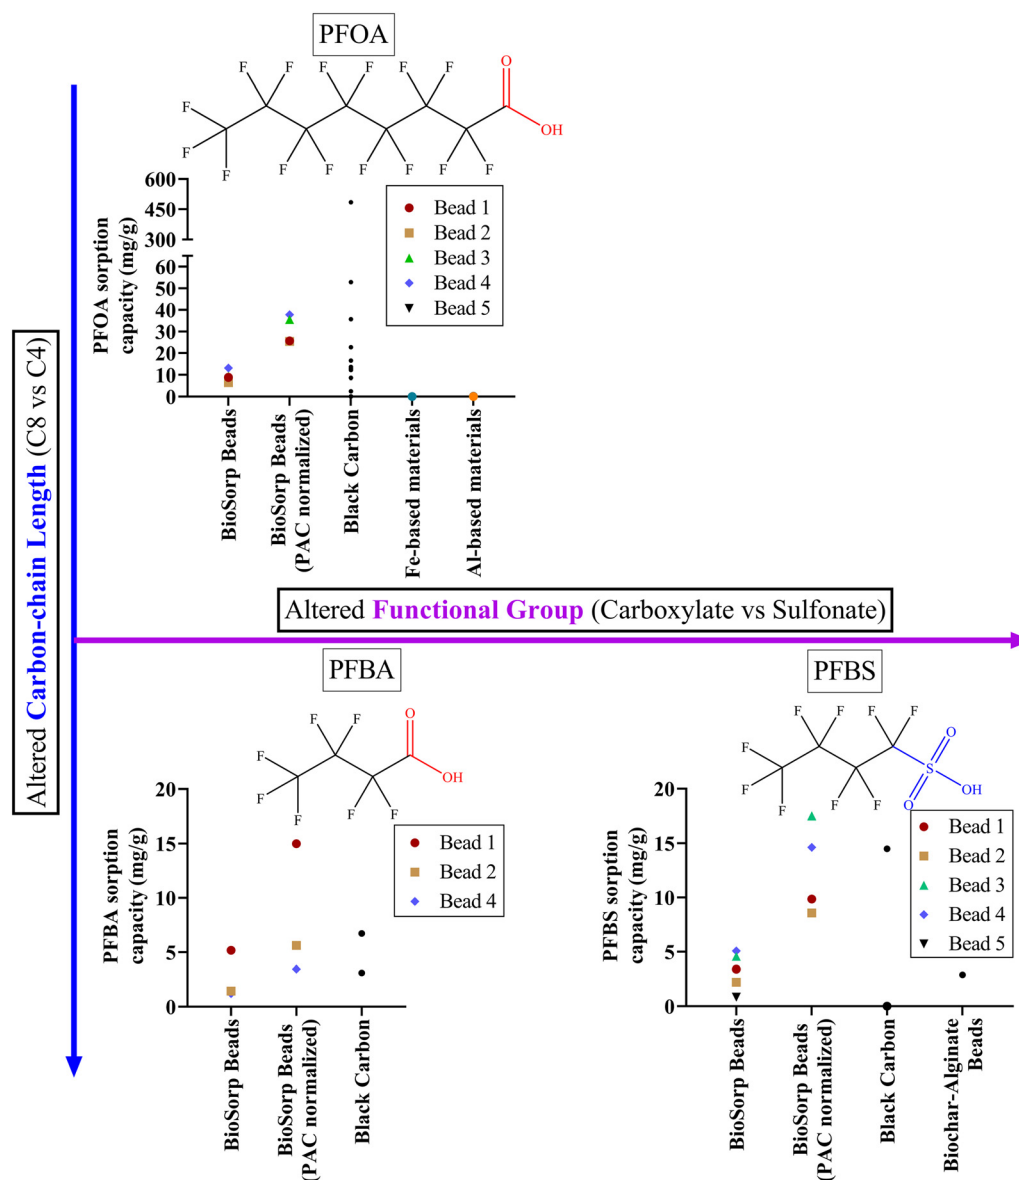 PFOA
F F F F F F O
F
F
OH
F F F F F F F
600
450
300
60
50
40
30
20
10
0
PFOA sorption
capacity (mg/g)
Bead 1
Bead 2
Bead 3
Bead 4
Bead 5
BioSorp Beads
BioSorp Beads
(PAC normalized)
Black Carbon
Fe-based materials
Al-based materials
Altered Carbon-chain Length (C8 vs C4)
Altered Functional Group (Carboxylate vs Sulfonate)
PFBA
F F O
F
F
OH
F F F
20
15
10
5
0
PFBA sorption
capacity (mg/g)
Bead 1
Bead 2
Bead 4
BioSorp Beads
BioSorp Beads
(PAC normalized)
Black Carbon
PFBS
F F F F
O
F
F
S
OH
F F F O
20
15
10
5
0
PFBS sorption
capacity (mg/g)
Bead 1
Bead 2
Bead 3
Bead 4
Bead 5
BioSorp Beads
BioSorp Beads
(PAC normalized)
Black Carbon
Biochar-Alginate
Beads